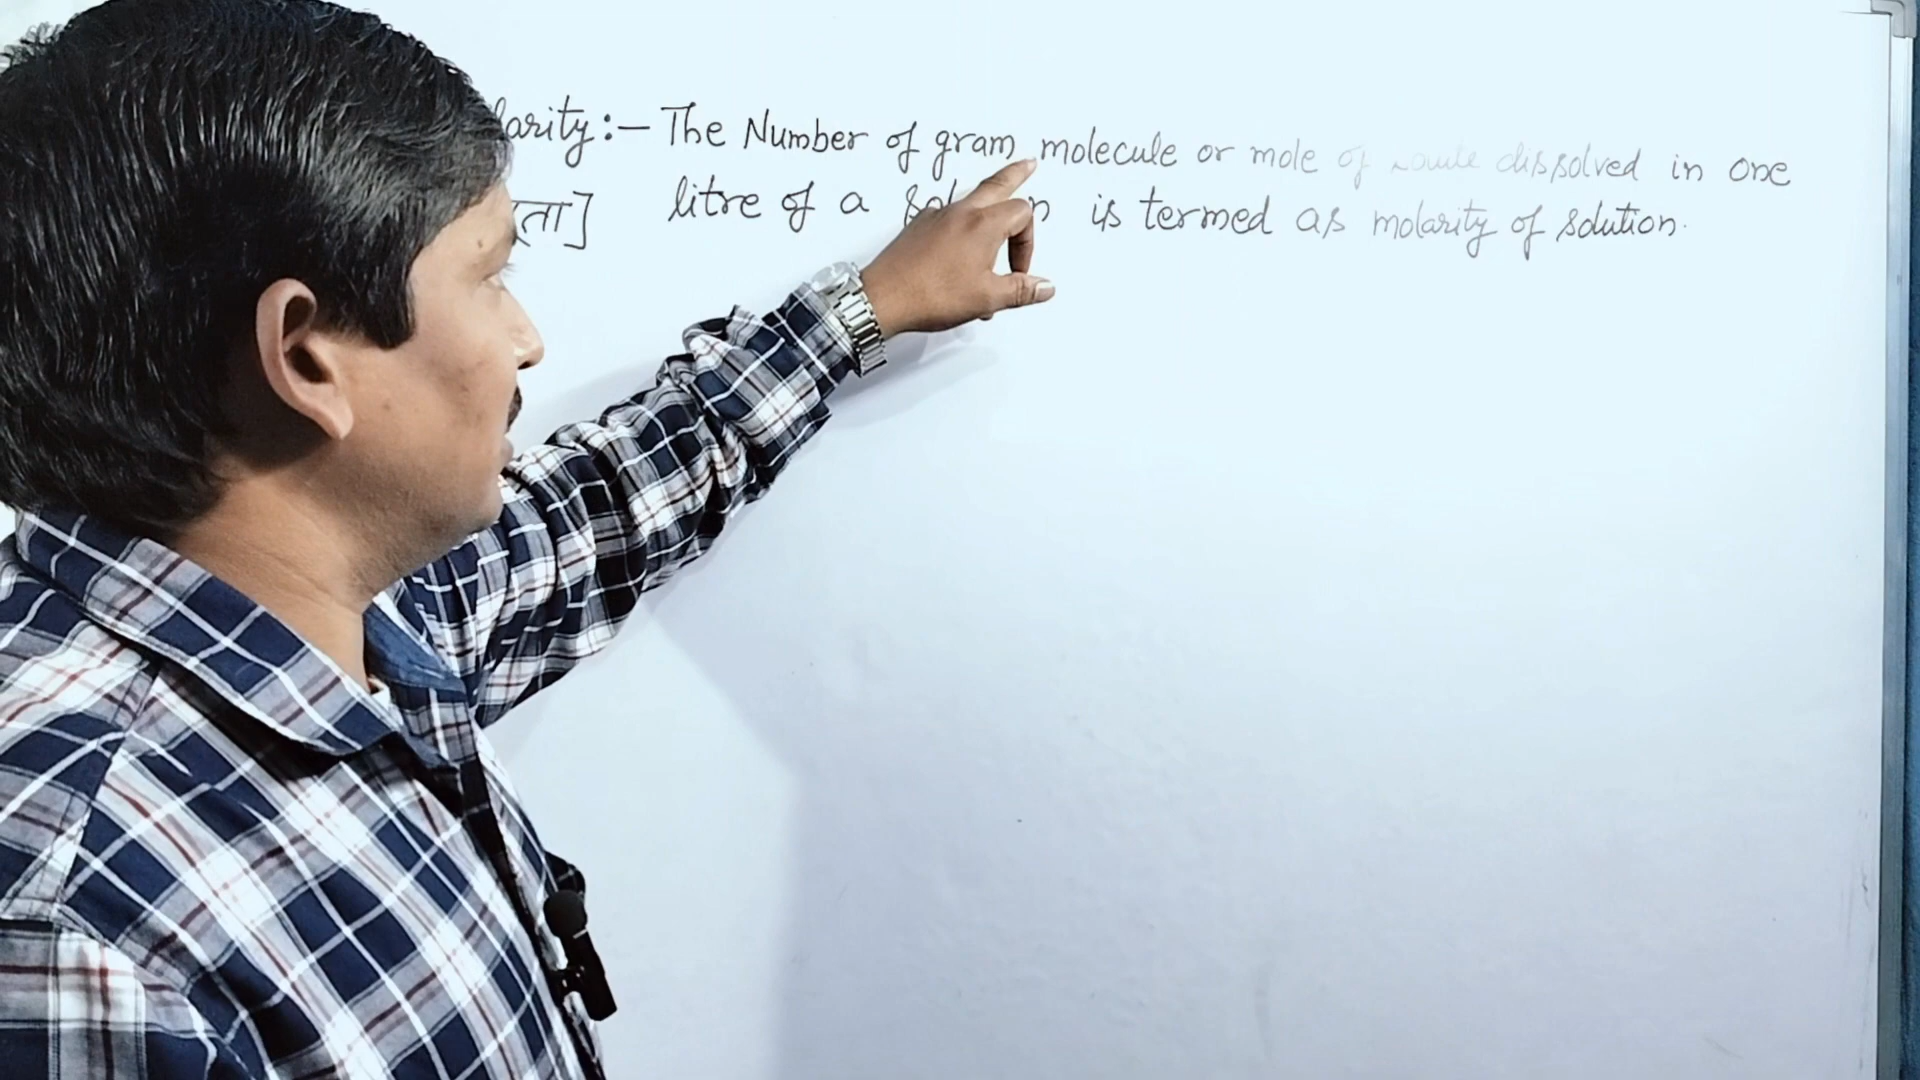 larity:– The Number of gram molecule or mole of solute dissolved in one
रता] litre of a is termed as molarity of solution.